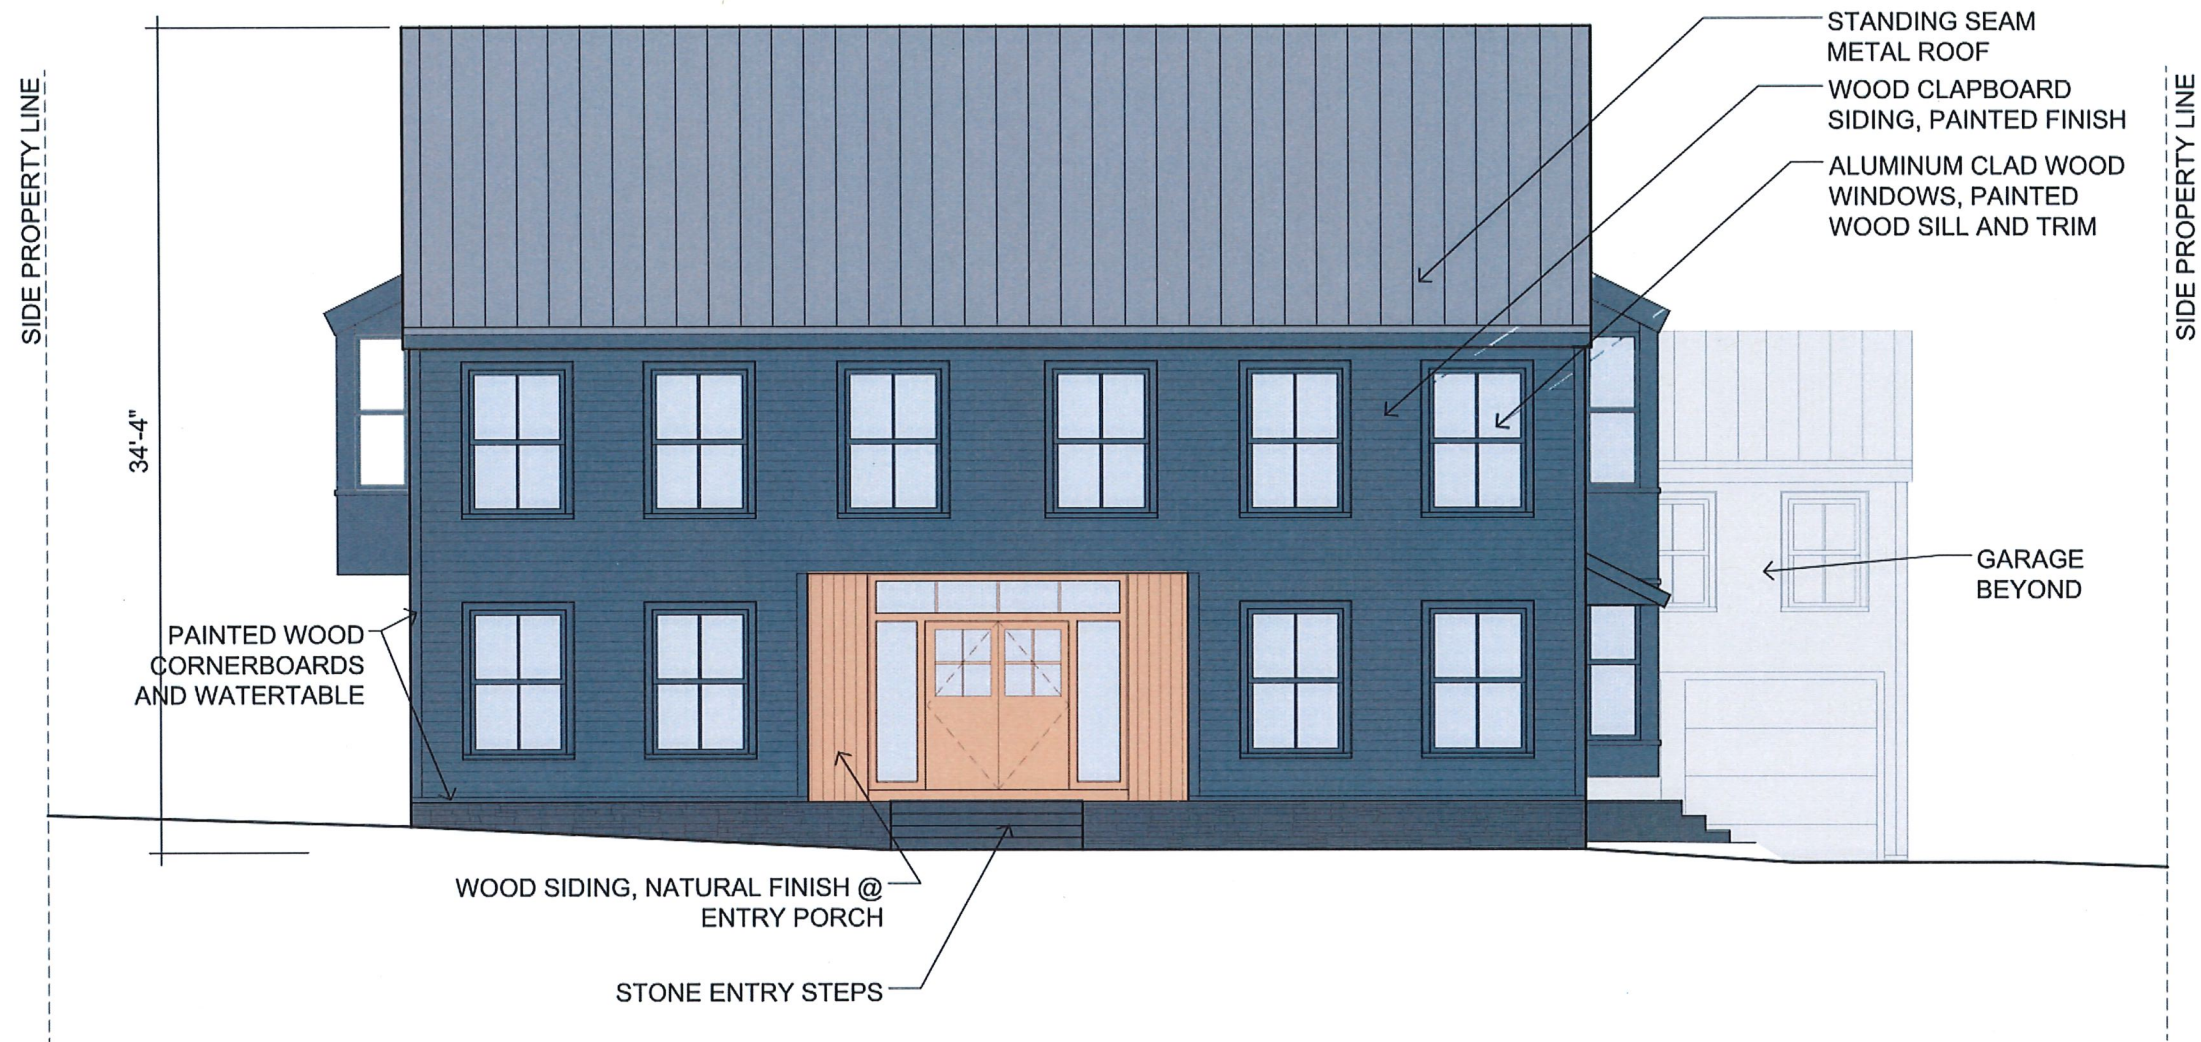 STANDING SEAM
METAL ROOF
WOOD CLAPBOARD
SIDING, PAINTED FINISH
ALUMINUM CLAD WOOD
WINDOWS, PAINTED
WOOD SILL AND TRIM
SIDE PROPERTY LINE
SIDE PROPERTY LINE
34'-4"
GARAGE
BEYOND
PAINTED WOOD
CORNERBOARDS
AND WATERTABLE
WOOD SIDING, NATURAL FINISH @
ENTRY PORCH
STONE ENTRY STEPS